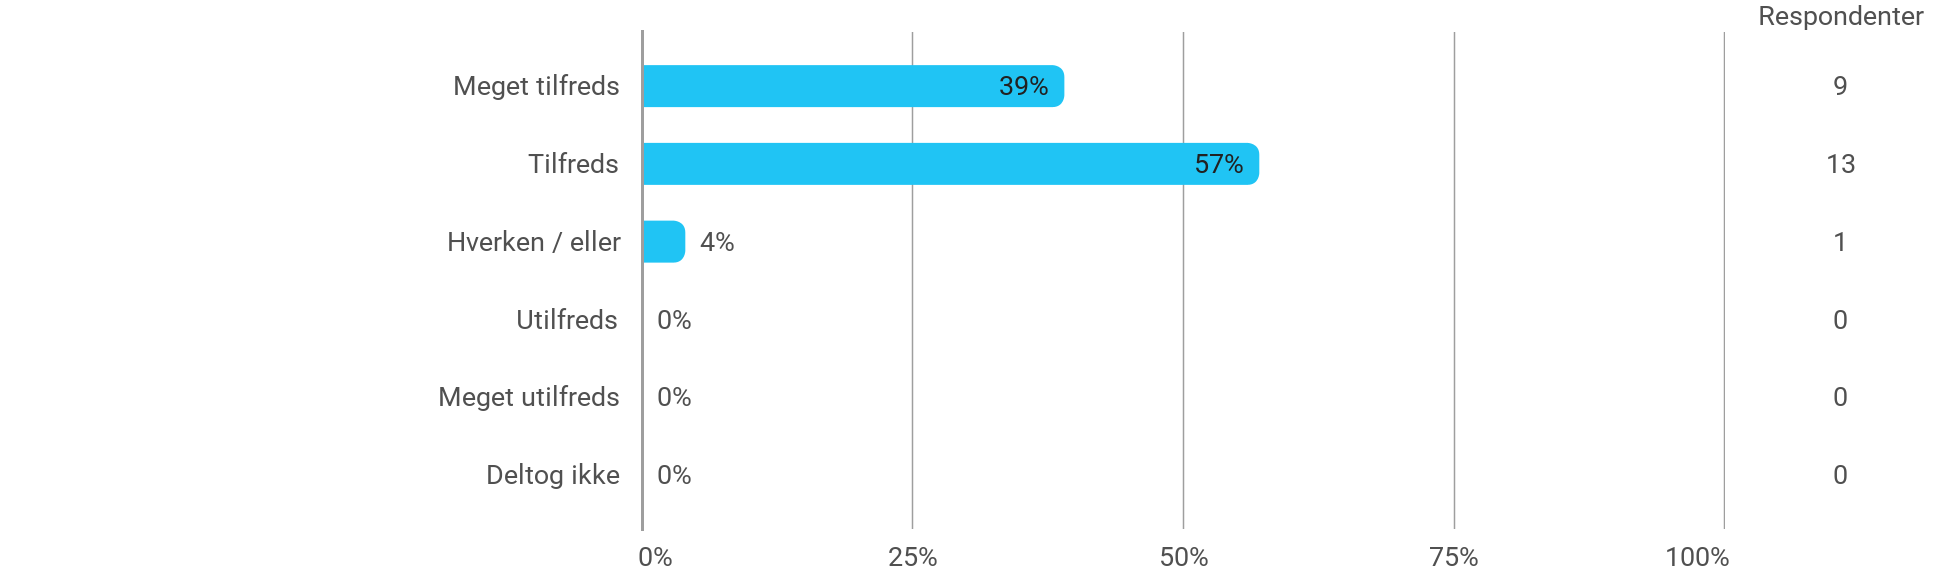 Respondenter
Meget tilfreds 39% 9
Tilfreds 57% 13
Hverken / eller 4% 1
Utilfreds 0% 0
Meget utilfreds 0% 0
Deltog ikke 0% 0
0% 25% 50% 75% 100%